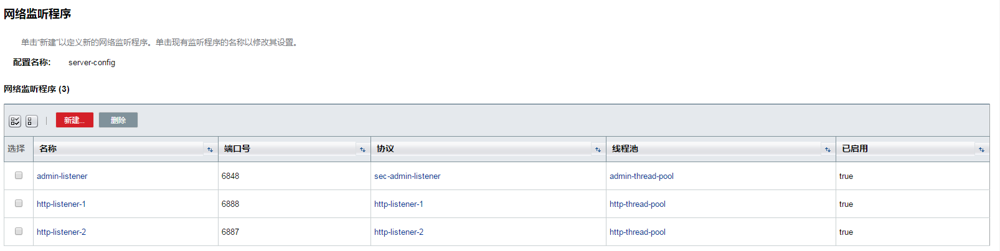 网络监听程序
单击“新建”以定义新的网络监听程序。单击现有监听程序的名称以修改其设置。
配置名称: server-config
网络监听程序 (3)
新建... 删除
选择 名称 端口号 协议 线程池 已启用
admin-listener 6848 sec-admin-listener admin-thread-pool true
http-listener-1 6888 http-listener-1 http-thread-pool true
http-listener-2 6887 http-listener-2 http-thread-pool true